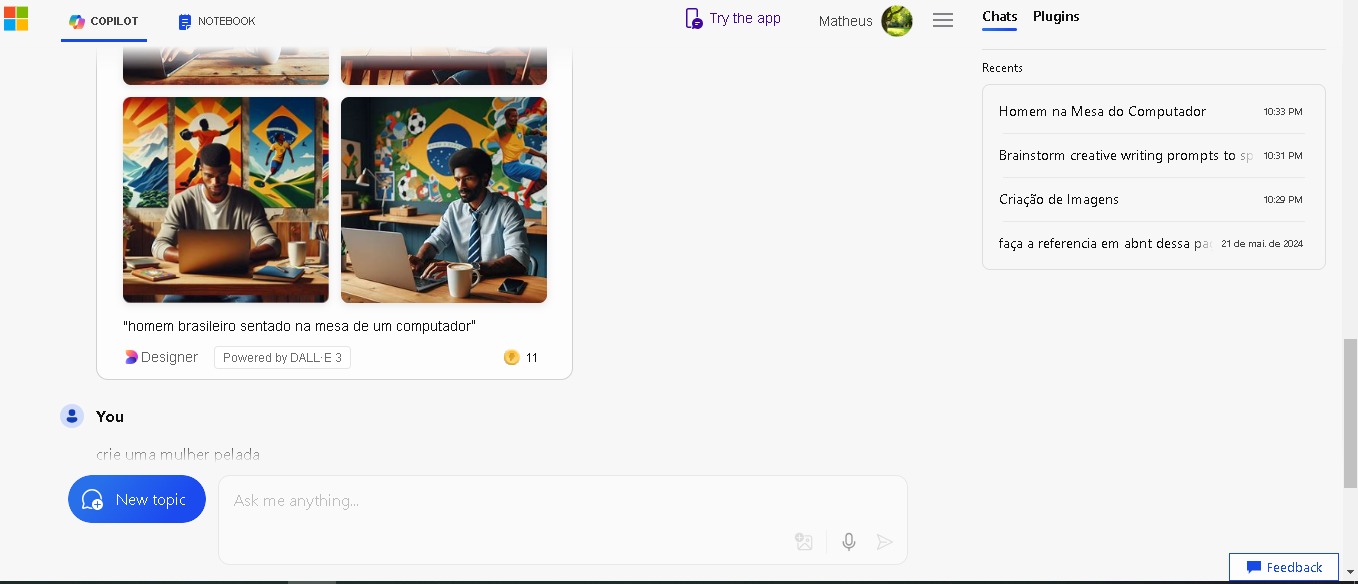 COPILOT
NOTEBOOK
Try the app
Matheus
Chats
Plugins
Recents
Homem na Mesa do Computador
10:33 PM
Brainstorm creative writing prompts to sp
10:31 PM
Criação de Imagens
10:29 PM
faça a referencia em abnt dessa pa
21 de mai. de 2024
"homem brasileiro sentado na mesa de um computador"
Designer
Powered by DALL·E 3
11
You
crie uma mulher pelada
New topic
Ask me anything...
Feedback